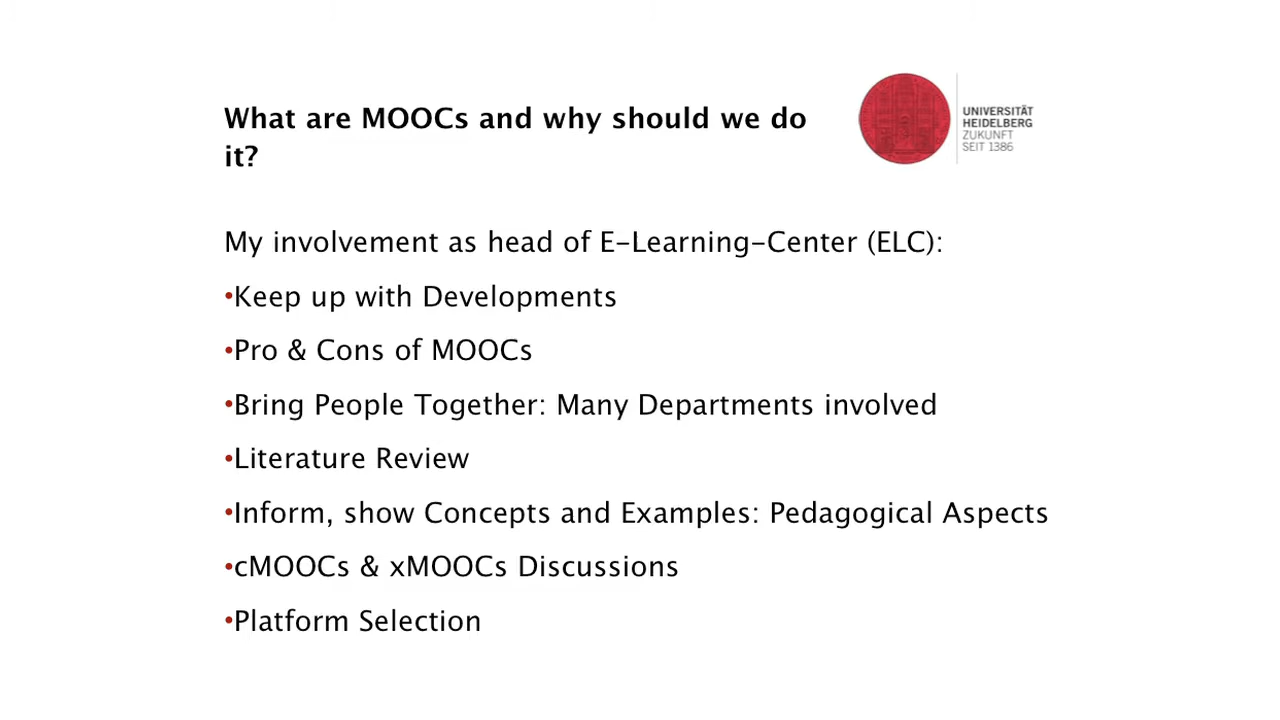 What are MOOCs and why should we do
it?
UNIVERSITÄT
HEIDELBERG
ZUKUNFT
SEIT 1386
My involvement as head of E-Learning-Center (ELC):
•Keep up with Developments
•Pro & Cons of MOOCs
•Bring People Together: Many Departments involved
•Literature Review
•Inform, show Concepts and Examples: Pedagogical Aspects
•cMOOCs & xMOOCs Discussions
•Platform Selection